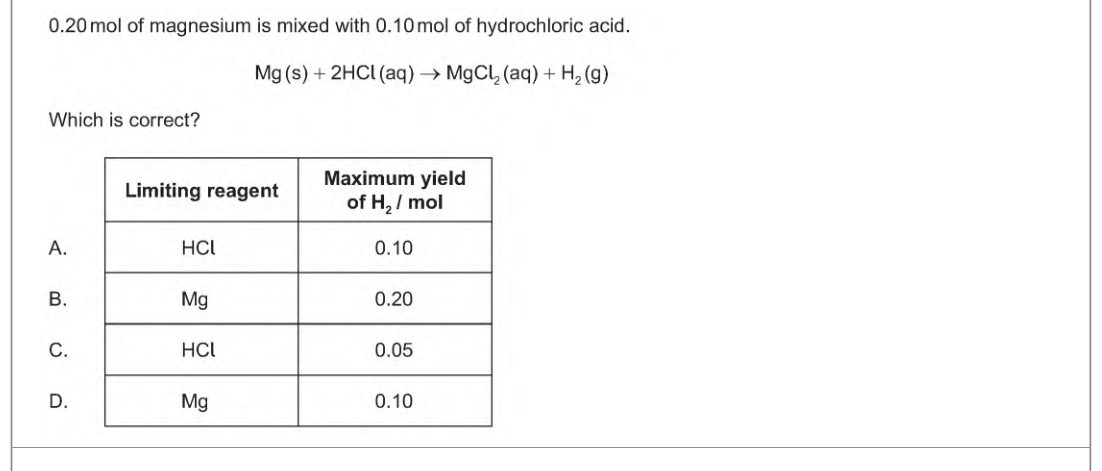 0.20 mol of magnesium is mixed with 0.10 mol of hydrochloric acid.
Mg (s) + 2HCl (aq) → MgCl₂ (aq) + H₂ (g)
Which is correct?
Limiting reagent | Maximum yield of H₂ / mol
A. HCl 0.10
B. Mg 0.20
C. HCl 0.05
D. Mg 0.10